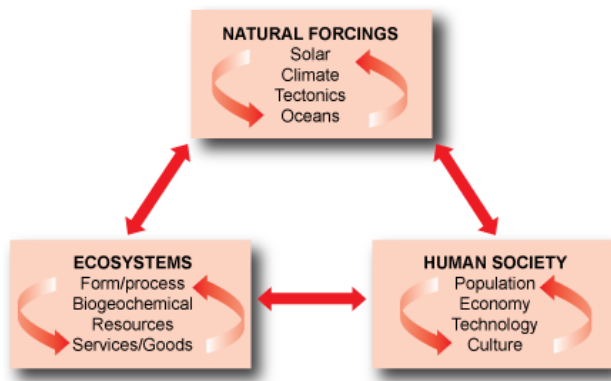 NATURAL FORCINGS
Solar
Climate
Tectonics
Oceans
ECOSYSTEMS
Form/process
Biogeochemical
Resources
Services/Goods
HUMAN SOCIETY
Population
Economy
Technology
Culture